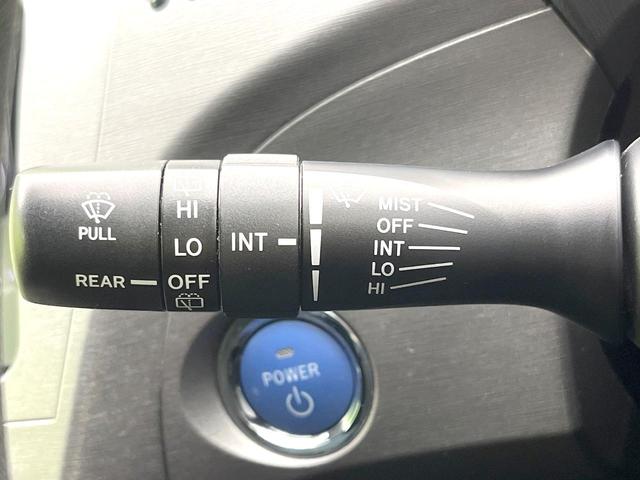 PULL
REAR
HI
LO
OFF
INT
MIST
OFF
INT
LO
HI
POWER